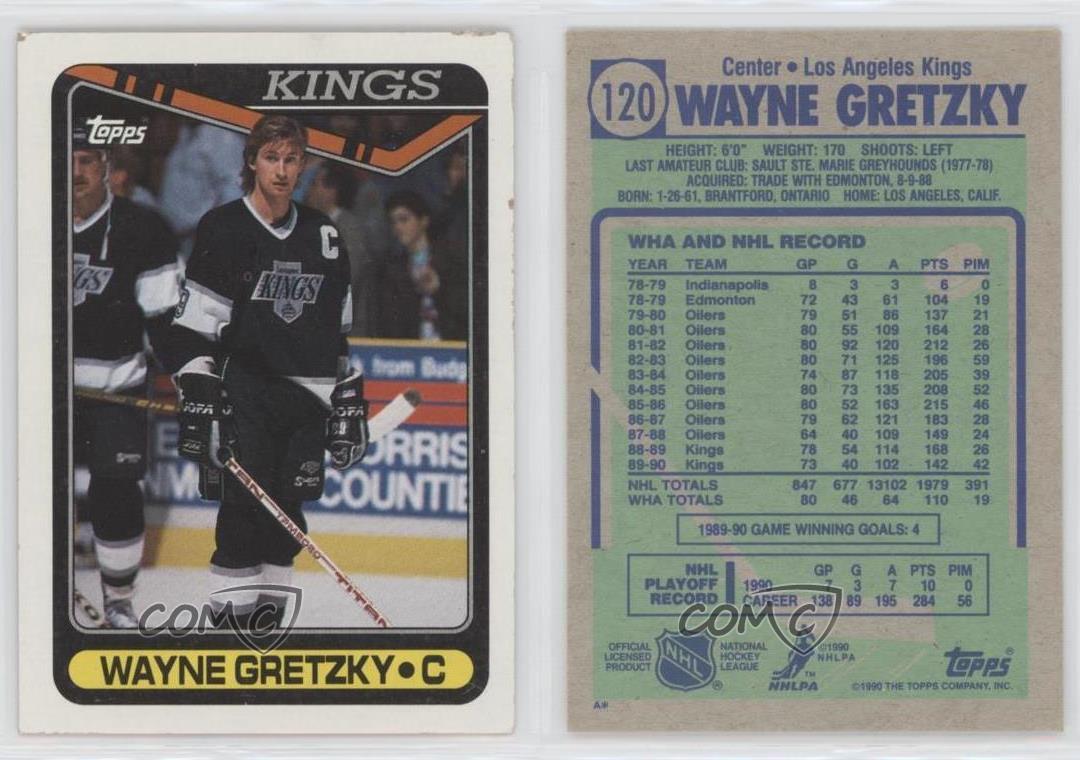 KINGS
topps
C
KINGS
KINGS
from Budg
JOFA
JOFA
ORRIS
COUNTIE
TITAN
TPM2020
TITAN
COMC
WAYNE GRETZKY • C
120
Center • Los Angeles Kings
WAYNE GRETZKY
HEIGHT: 6'0" WEIGHT: 170 SHOOTS: LEFT
LAST AMATEUR CLUB: SAULT STE. MARIE GREYHOUNDS (1977-78)
ACQUIRED: TRADE WITH EDMONTON, 8-9-88
BORN: 1-26-61, BRANTFORD, ONTARIO HOME: LOS ANGELES, CALIF.
WHA AND NHL RECORD
YEAR TEAM GP G A PTS PIM
78-79 Indianapolis 8 3 3 6 0
78-79 Edmonton 72 43 61 104 19
79-80 Oilers 79 51 86 137 21
80-81 Oilers 80 55 109 164 28
81-82 Oilers 80 92 120 212 26
82-83 Oilers 80 71 125 196 59
83-84 Oilers 74 87 118 205 39
84-85 Oilers 80 73 135 208 52
85-86 Oilers 80 52 163 215 46
86-87 Oilers 79 62 121 183 28
87-88 Oilers 64 40 109 149 24
88-89 Kings 78 54 114 168 26
89-90 Kings 73 40 102 142 42
NHL TOTALS 847 677 13102 1979 391
WHA TOTALS 80 46 64 110 19
1989-90 GAME WINNING GOALS: 4
NHL PLAYOFF RECORD
GP G A PTS PIM
1990 7 3 7 10 0
CAREER 138 89 195 284 56
COMC
OFFICIAL LICENSED PRODUCT
NHL ®
NATIONAL HOCKEY LEAGUE
NHLPA ™
©1990 NHLPA
topps ®
©1990 THE TOPPS COMPANY, INC.
A*